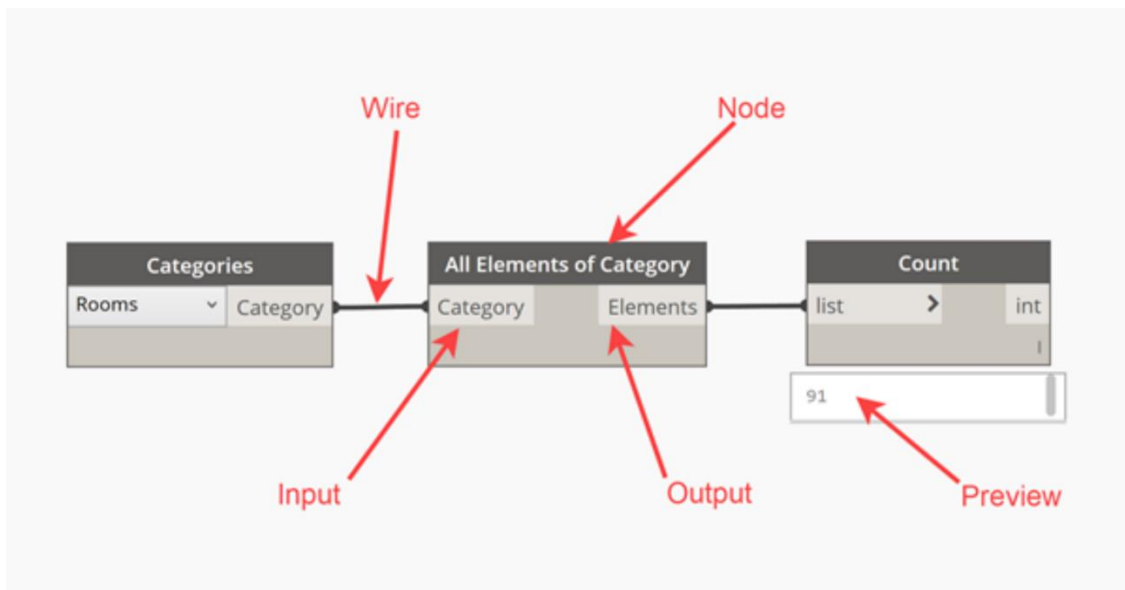 Wire
Node
Categories
All Elements of Category
Count
Rooms
Category
Category
Elements
list
int
l
91
Input
Output
Preview